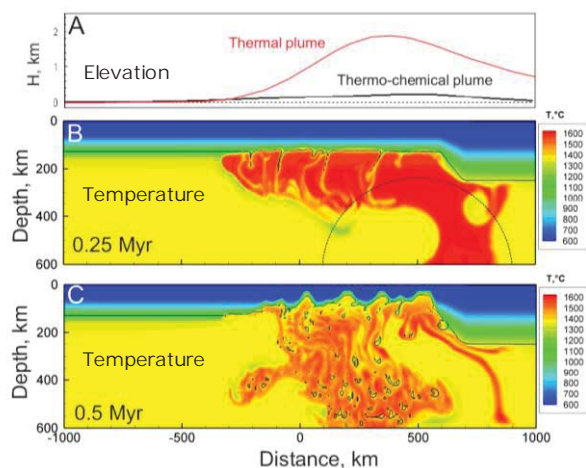 A
Thermal plume
Elevation
Thermo-chemical plume
H, km
2
1
0
B
T,°C
1600
1500
1400
1300
1200
1100
1000
900
800
700
600
Temperature
0.25 Myr
Depth, km
0
200
400
600
C
T,°C
1600
1500
1400
1300
1200
1100
1000
900
800
700
600
Temperature
0.5 Myr
Depth, km
0
200
400
600
-1000 -500 0 500 1000
Distance, km